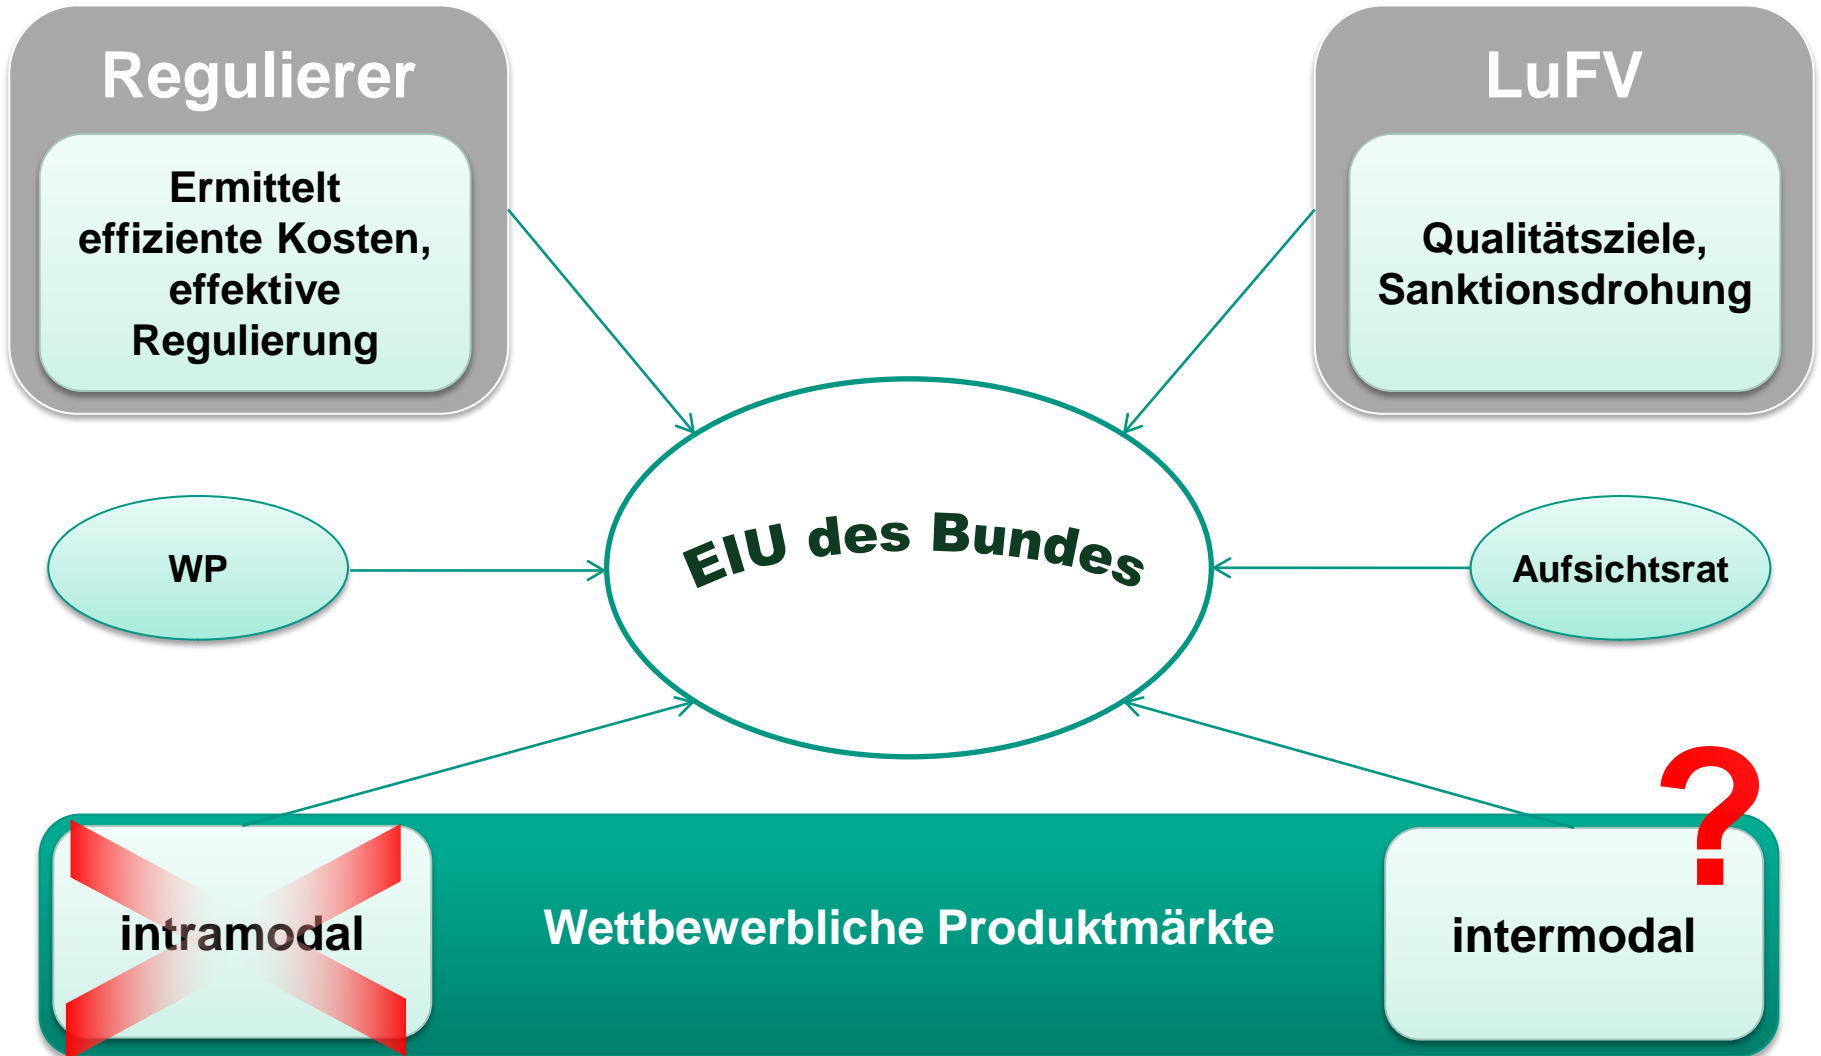 Regulierer
Ermittelt
effiziente Kosten,
effektive
Regulierung
LuFV
Qualitätsziele,
Sanktionsdrohung
WP
EIU des Bundes
Aufsichtsrat
intramodal
Wettbewerbliche Produktmärkte
?
intermodal